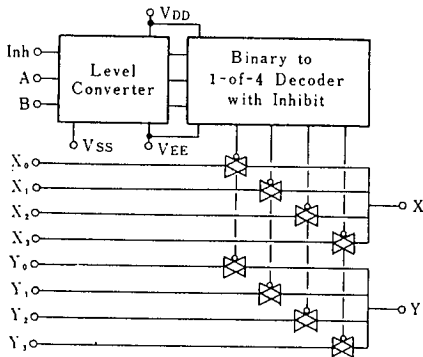 VDD
Inh
A
B
Level
Converter
Binary to
1-of-4 Decoder
with Inhibit
VSS
VEE
X₀
X₁
X₂
X₃
X
Y₀
Y₁
Y₂
Y₃
Y